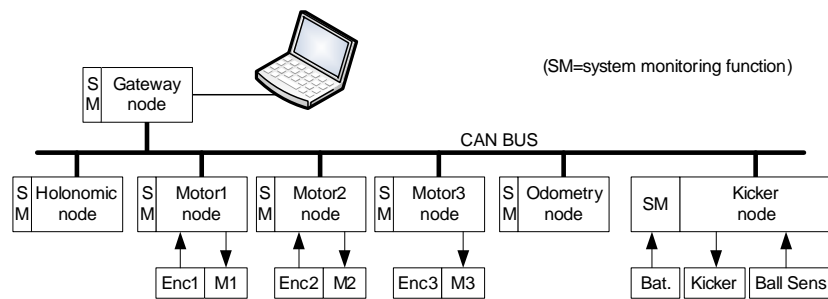 S M
Gateway node
(SM=system monitoring function)
CAN BUS
S M
Holonomic node
S M
Motor1 node
S M
Motor2 node
S M
Motor3 node
S M
Odometry node
SM
Kicker node
Enc1
M1
Enc2
M2
Enc3
M3
Bat.
Kicker
Ball Sens